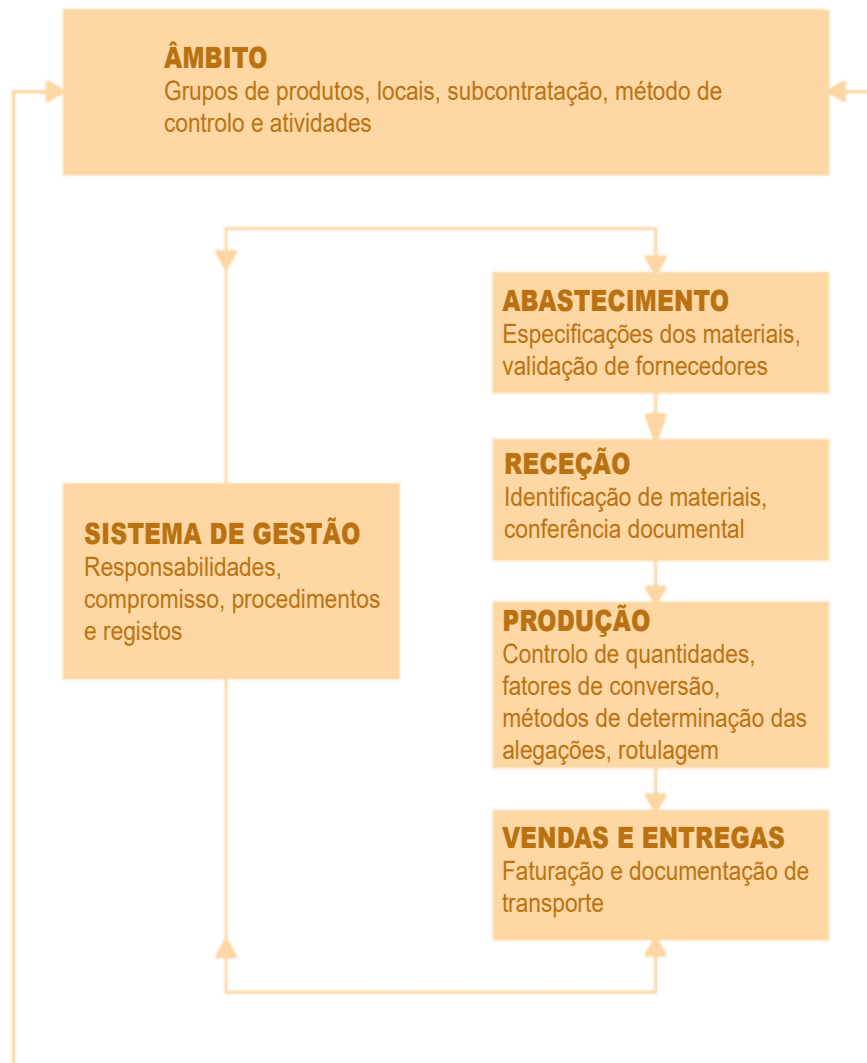 ÂMBITO
Grupos de produtos, locais, subcontratação, método de
controlo e atividades
ABASTECIMENTO
Especificações dos materiais,
validação de fornecedores
RECEÇÃO
Identificação de materiais,
conferência documental
SISTEMA DE GESTÃO
Responsabilidades,
compromisso, procedimentos
e registos
PRODUÇÃO
Controlo de quantidades,
fatores de conversão,
métodos de determinação das
alegações, rotulagem
VENDAS E ENTREGAS
Faturação e documentação de
transporte